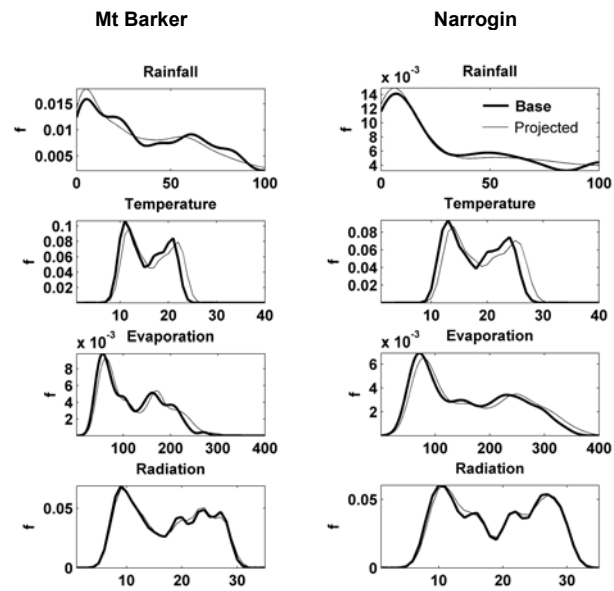 Mt Barker
Narrogin
Rainfall
0.015
0.01
0.005
f
0 50 100
Rainfall
x 10⁻³
14
12
10
8
6
4
f
Base
Projected
0 50 100
Temperature
0.1
0.08
0.06
0.04
0.02
f
10 20 30 40
Temperature
0.08
0.06
0.04
0.02
f
10 20 30 40
Evaporation
x 10⁻³
8
6
4
2
f
100 200 300 400
Evaporation
x 10⁻³
6
4
2
f
0 100 200 300 400
Radiation
0.05
0
f
10 20 30
Radiation
0.05
0
f
10 20 30